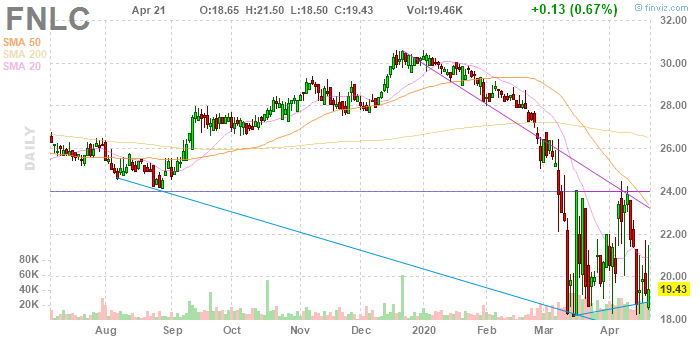 FNLC Apr 21 O:18.65 H:21.50 L:18.50 C:19.43 Vol:19.46K +0.13 (0.67%) © finviz.com
SMA 50
SMA 200
SMA 20
DAILY
32.00
30.00
28.00
26.00
24.00
22.00
80K
60K
20.00
40K
19.43
20K
18.00
Aug Sep Oct Nov Dec 2020 Feb Mar Apr